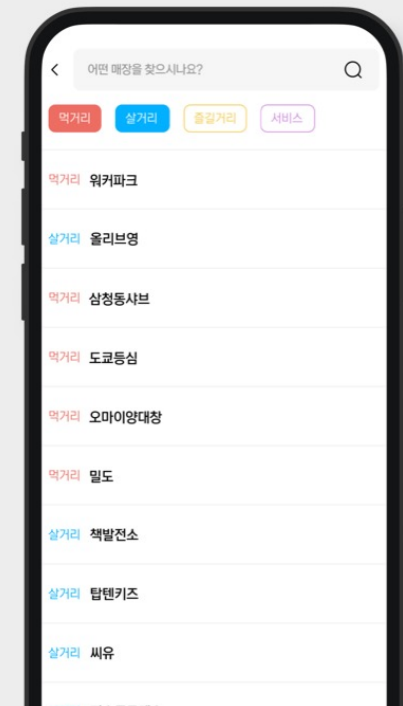 어떤 매장을 찾으시나요?
먹거리 살거리 즐길거리 서비스
먹거리 워커파크
살거리 올리브영
먹거리 삼청동샤브
먹거리 도쿄등심
먹거리 오마이양대창
먹거리 밀도
살거리 책발전소
살거리 탑텐키즈
살거리 씨유